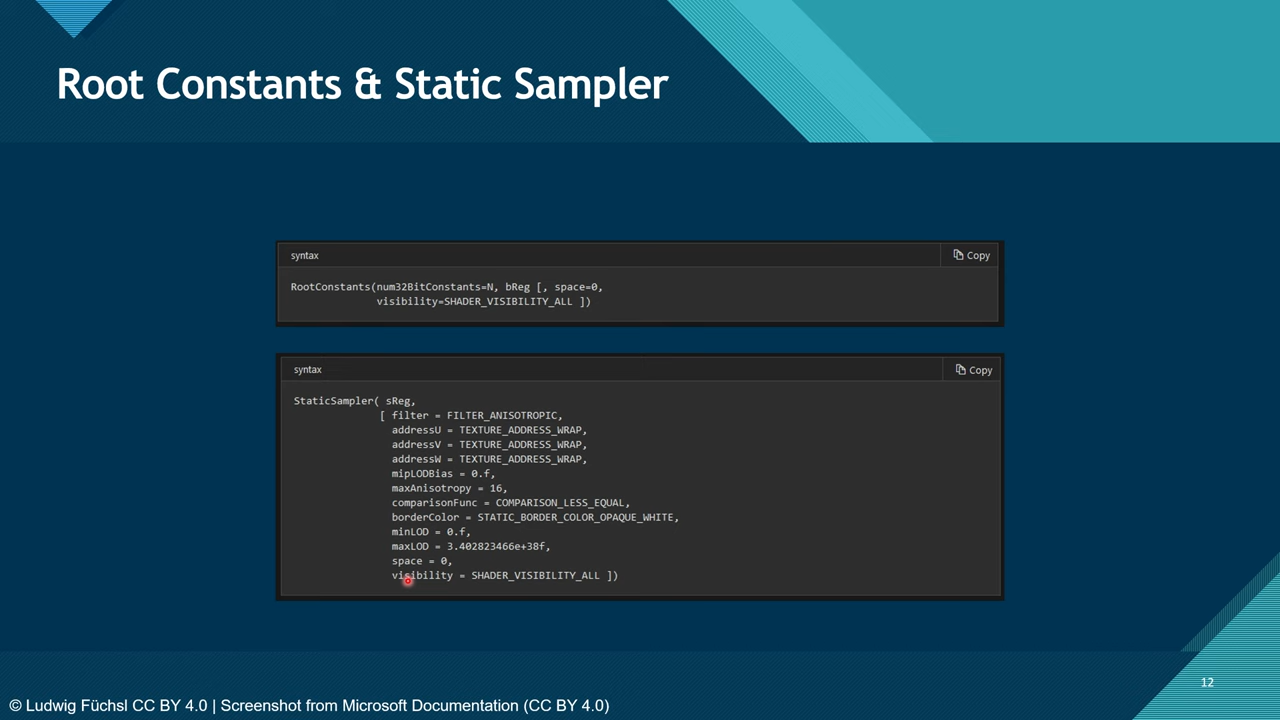 Root Constants & Static Sampler
syntax
Copy
RootConstants(num32BitConstants=N, bReg [, space=0,
visibility=SHADER_VISIBILITY_ALL ])
syntax
Copy
StaticSampler( sReg,
[ filter = FILTER_ANISOTROPIC,
addressU = TEXTURE_ADDRESS_WRAP,
addressV = TEXTURE_ADDRESS_WRAP,
addressW = TEXTURE_ADDRESS_WRAP,
mipLODBias = 0.f,
maxAnisotropy = 16,
comparisonFunc = COMPARISON_LESS_EQUAL,
borderColor = STATIC_BORDER_COLOR_OPAQUE_WHITE,
minLOD = 0.f,
maxLOD = 3.402823466e+38f,
space = 0,
visibility = SHADER_VISIBILITY_ALL ])
12
© Ludwig Füchsl CC BY 4.0 | Screenshot from Microsoft Documentation (CC BY 4.0)